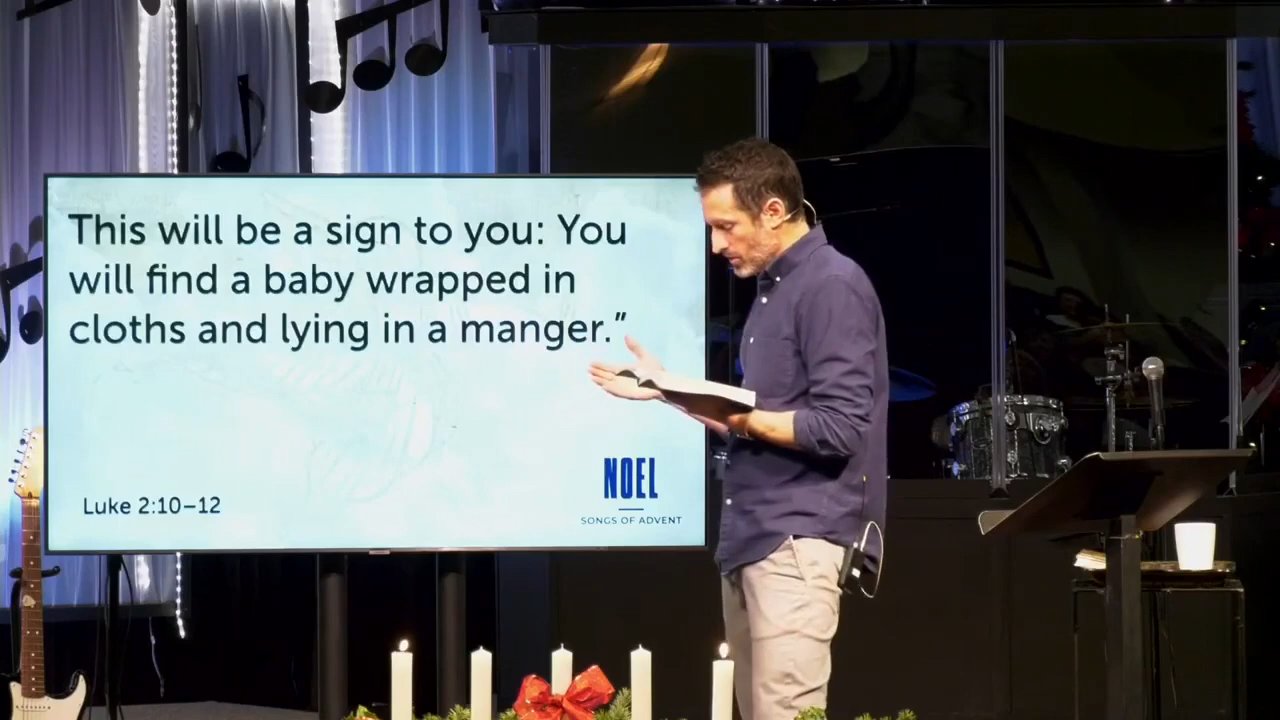 This will be a sign to you: You
will find a baby wrapped in
cloths and lying in a manger.”
Luke 2:10–12
NOEL
SONGS OF ADVENT